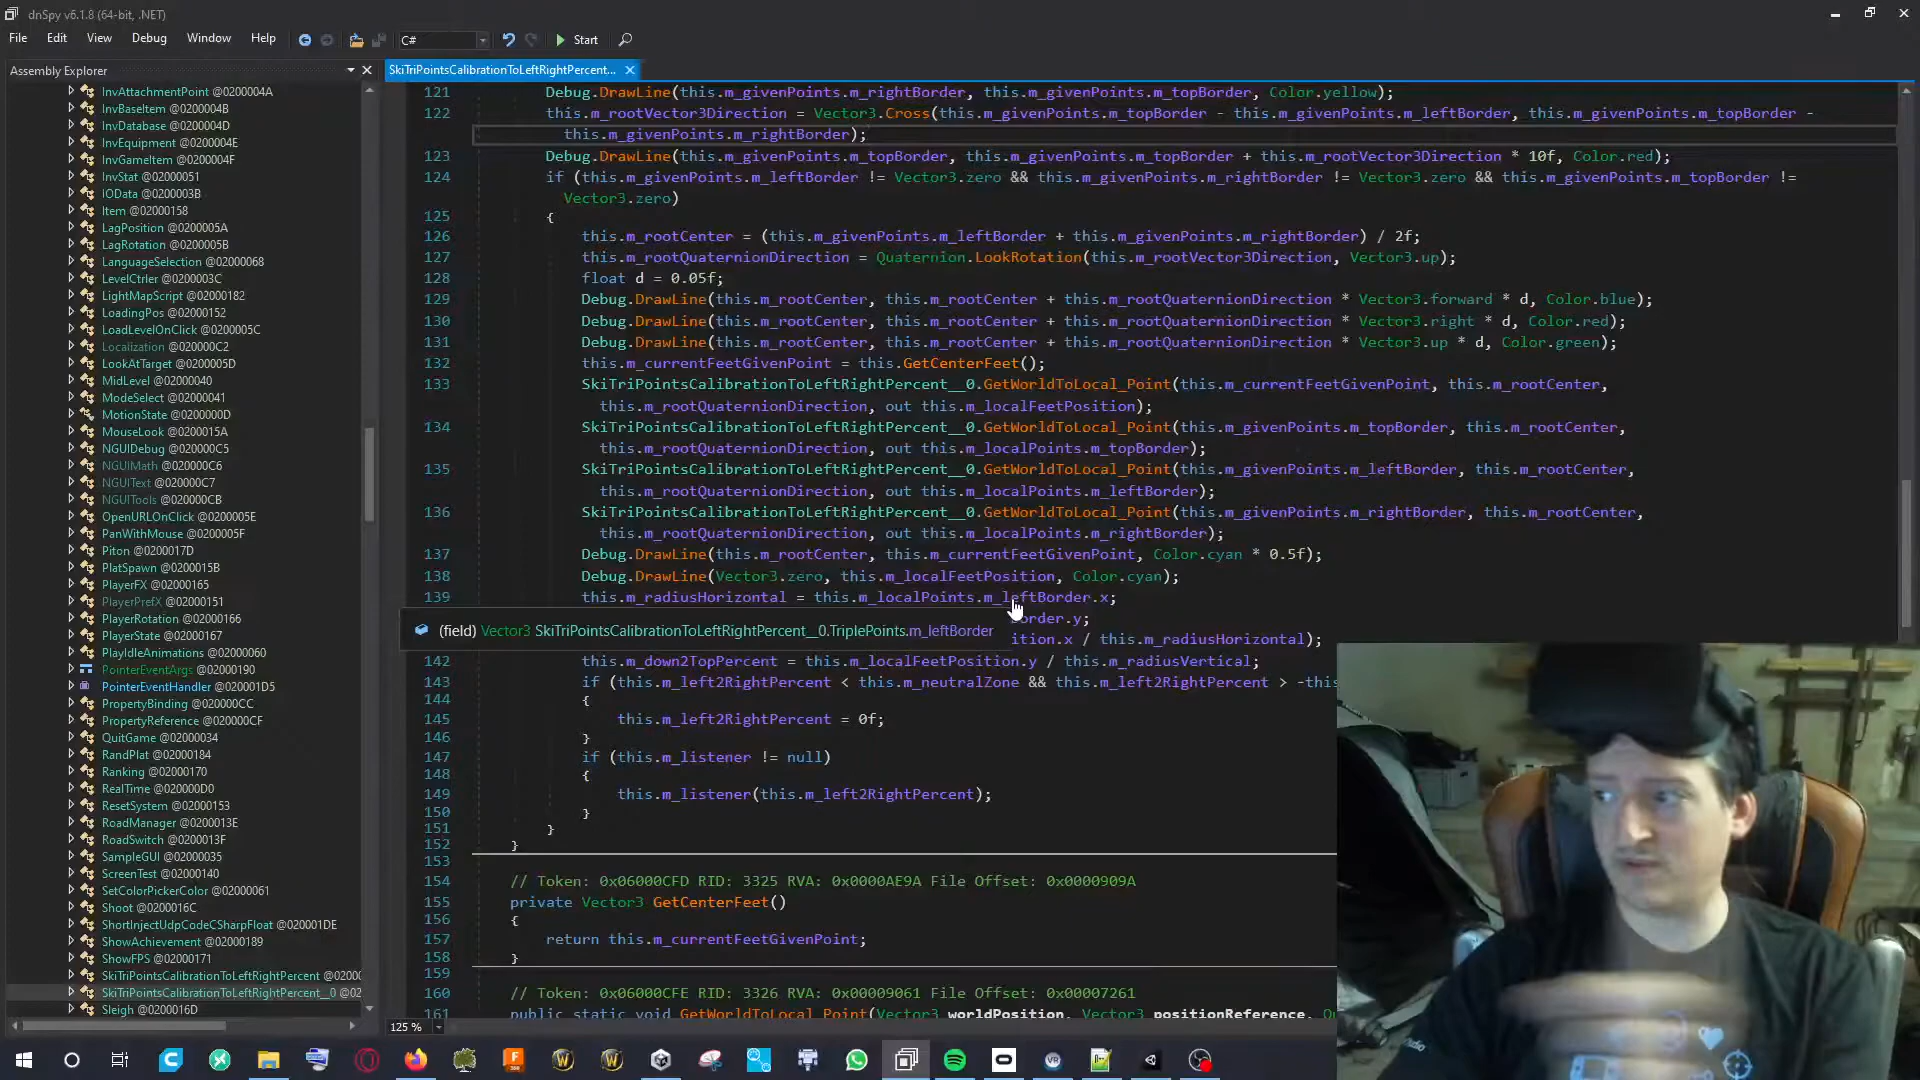 dnSpy v6.1.8 (64-bit, .NET)
File Edit View Debug Window Help C# Start
Assembly Explorer
SkiTriPointsCalibrationToLeftRightPercent...
InvAttachmentPoint @0200004A
InvBaseItem @0200004B
InvDatabase @0200004D
InvEquipment @0200004E
InvGameItem @0200004F
InvStat @02000051
IOData @0200003B
Item @02000158
LagPosition @0200005A
LagRotation @0200005B
LanguageSelection @02000068
LevelCtrler @0200003C
LightMapScript @02000182
LoadingPos @02000152
LoadLevelOnClick @0200005C
Localization @020000C2
LookAtTarget @0200005D
MidLevel @02000040
ModeSelect @02000041
MotionState @0200000D
MouseLook @0200015A
NGUIDebug @020000C5
NGUIMath @020000C6
NGUIText @020000C7
NGUITools @020000CB
OpenURLOnClick @0200005E
PanWithMouse @0200005F
Piton @0200017D
PlatSpawn @0200015B
PlayerFX @02000165
PlayerPrefX @02000151
PlayerRotation @02000166
PlayerState @02000167
PlayIdleAnimations @02000060
PointerEventArgs @02000190
PointerEventHandler @020001D5
PropertyBinding @020000CC
PropertyReference @020000CF
QuitGame @02000034
RandPlat @02000184
Ranking @02000170
RealTime @020000D0
ResetSystem @02000153
RoadManager @0200013E
RoadSwitch @0200013F
SampleGUI @02000035
ScreenTest @02000140
SetColorPickerColor @02000061
Shoot @0200016C
ShortInjectUdpCodeCSharpFloat @020001DE
ShowAchievement @02000189
ShowFPS @02000171
SkiTriPointsCalibrationToLeftRightPercent @0200
SkiTriPointsCalibrationToLeftRightPercent__0 @02
Sleigh @0200016D
121 Debug.DrawLine(this.m_givenPoints.m_rightBorder, this.m_givenPoints.m_topBorder, Color.yellow);
122 this.m_rootVector3Direction = Vector3.Cross(this.m_givenPoints.m_topBorder - this.m_givenPoints.m_leftBorder, this.m_givenPoints.m_topBorder -
this.m_givenPoints.m_rightBorder);
123 Debug.DrawLine(this.m_givenPoints.m_topBorder, this.m_givenPoints.m_topBorder + this.m_rootVector3Direction * 10f, Color.red);
124 if (this.m_givenPoints.m_leftBorder != Vector3.zero && this.m_givenPoints.m_rightBorder != Vector3.zero && this.m_givenPoints.m_topBorder !=
Vector3.zero)
125 {
126 this.m_rootCenter = (this.m_givenPoints.m_leftBorder + this.m_givenPoints.m_rightBorder) / 2f;
127 this.m_rootQuaternionDirection = Quaternion.LookRotation(this.m_rootVector3Direction, Vector3.up);
128 float d = 0.05f;
129 Debug.DrawLine(this.m_rootCenter, this.m_rootCenter + this.m_rootQuaternionDirection * Vector3.forward * d, Color.blue);
130 Debug.DrawLine(this.m_rootCenter, this.m_rootCenter + this.m_rootQuaternionDirection * Vector3.right * d, Color.red);
131 Debug.DrawLine(this.m_rootCenter, this.m_rootCenter + this.m_rootQuaternionDirection * Vector3.up * d, Color.green);
132 this.m_currentFeetGivenPoint = this.GetCenterFeet();
133 SkiTriPointsCalibrationToLeftRightPercent__0.GetWorldToLocal_Point(this.m_currentFeetGivenPoint, this.m_rootCenter,
this.m_rootQuaternionDirection, out this.m_localFeetPosition);
134 SkiTriPointsCalibrationToLeftRightPercent__0.GetWorldToLocal_Point(this.m_givenPoints.m_topBorder, this.m_rootCenter,
this.m_rootQuaternionDirection, out this.m_localPoints.m_topBorder);
135 SkiTriPointsCalibrationToLeftRightPercent__0.GetWorldToLocal_Point(this.m_givenPoints.m_leftBorder, this.m_rootCenter,
this.m_rootQuaternionDirection, out this.m_localPoints.m_leftBorder);
136 SkiTriPointsCalibrationToLeftRightPercent__0.GetWorldToLocal_Point(this.m_givenPoints.m_rightBorder, this.m_rootCenter,
this.m_rootQuaternionDirection, out this.m_localPoints.m_rightBorder);
137 Debug.DrawLine(this.m_rootCenter, this.m_currentFeetGivenPoint, Color.cyan * 0.5f);
138 Debug.DrawLine(Vector3.zero, this.m_localFeetPosition, Color.cyan);
139 this.m_radiusHorizontal = this.m_localPoints.m_leftBorder.x;
order.y;
(field) Vector3 SkiTriPointsCalibrationToLeftRightPercent__0.TriplePoints.m_leftBorder
ition.x / this.m_radiusHorizontal);
142 this.m_down2TopPercent = this.m_localFeetPosition.y / this.m_radiusVertical;
143 if (this.m_left2RightPercent < this.m_neutralZone && this.m_left2RightPercent > -this
144 {
145 this.m_left2RightPercent = 0f;
146 }
147 if (this.m_listener != null)
148 {
149 this.m_listener(this.m_left2RightPercent);
150 }
151 }
152 }
153
154 // Token: 0x06000CFD RID: 3325 RVA: 0x0000AE9A File Offset: 0x0000909A
155 private Vector3 GetCenterFeet()
156 {
157 return this.m_currentFeetGivenPoint;
158 }
159
160 // Token: 0x06000CFE RID: 3326 RVA: 0x00009061 File Offset: 0x00007261
161 public static void GetWorldToLocal_Point(Vector3 worldPosition, Vector3 positionReference, Qu
125 %